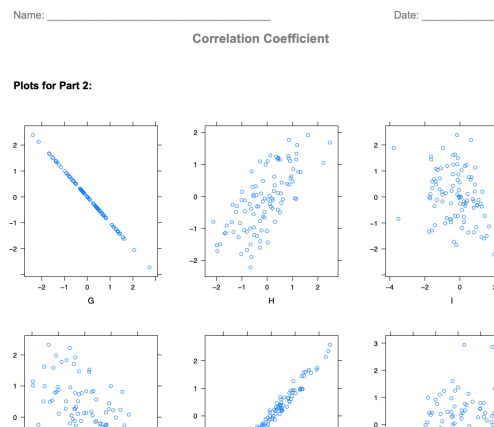 Name: ________________________________________ Date: ______________
Correlation Coefficient
Plots for Part 2:
2 2 2
1 1 1
0 0 0
−1 −1 −1
−2 −2 −2
−2 −1 0 1 2 −2 −1 0 1 2 −4 −2 0 2
G H I
3
2 2 2
1 1
0 0 0